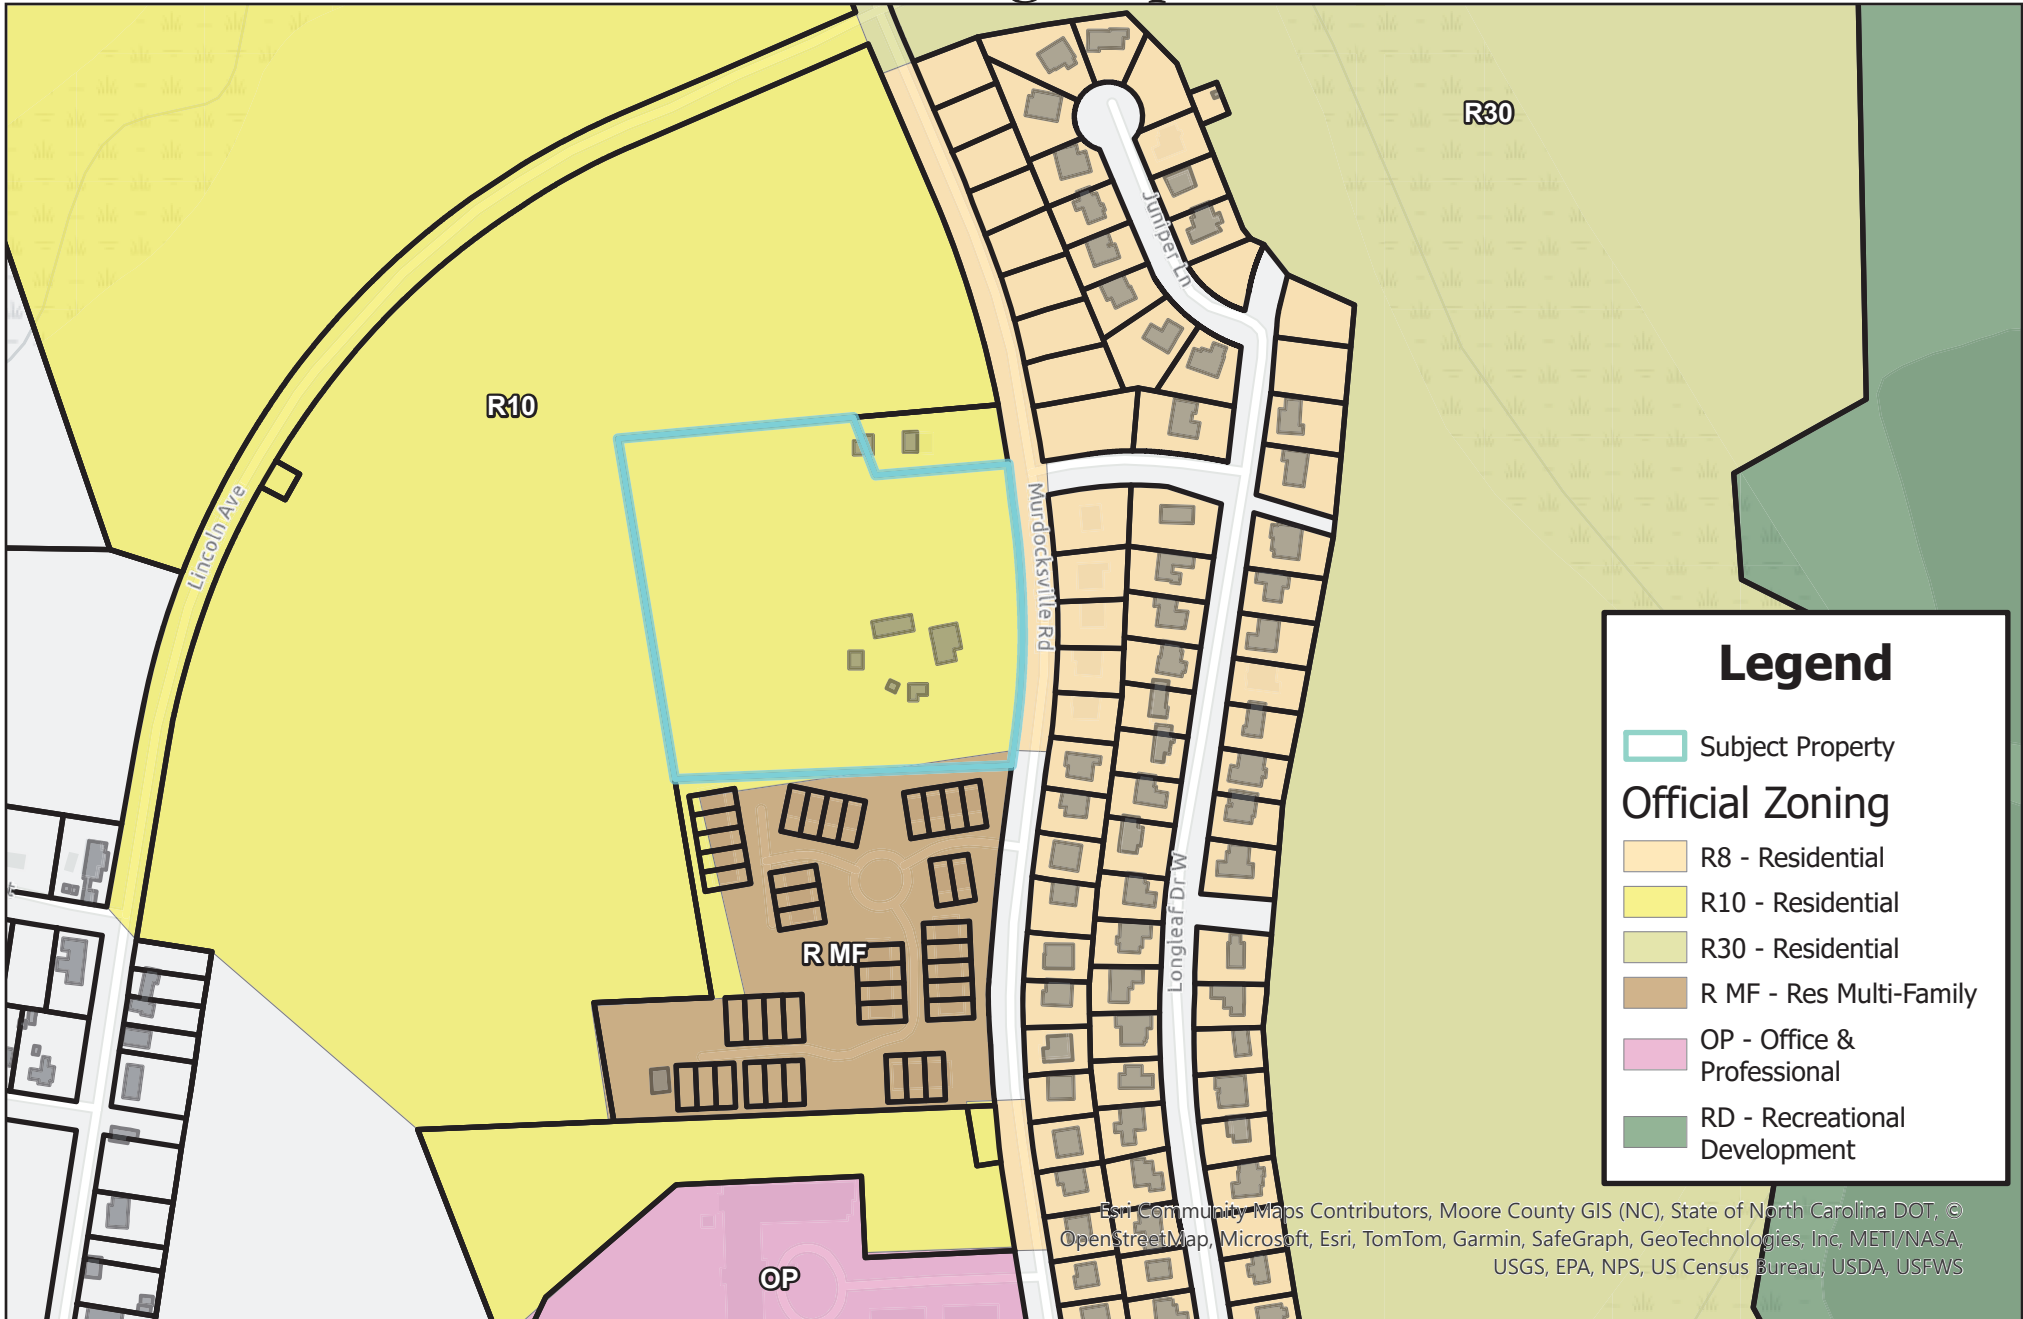 R30
Juniper Ln
R10
Lincoln Ave
Murdocksville Rd
Legend
Subject Property
Official Zoning
R8 - Residential
R10 - Residential
R30 - Residential
R MF - Res Multi-Family
OP - Office &
Professional
RD - Recreational
Development
Longleaf Dr W
R MF
OP
Esri Community Maps Contributors, Moore County GIS (NC), State of North Carolina DOT, ©
OpenStreetMap, Microsoft, Esri, TomTom, Garmin, SafeGraph, GeoTechnologies, Inc, METI/NASA,
USGS, EPA, NPS, US Census Bureau, USDA, USFWS